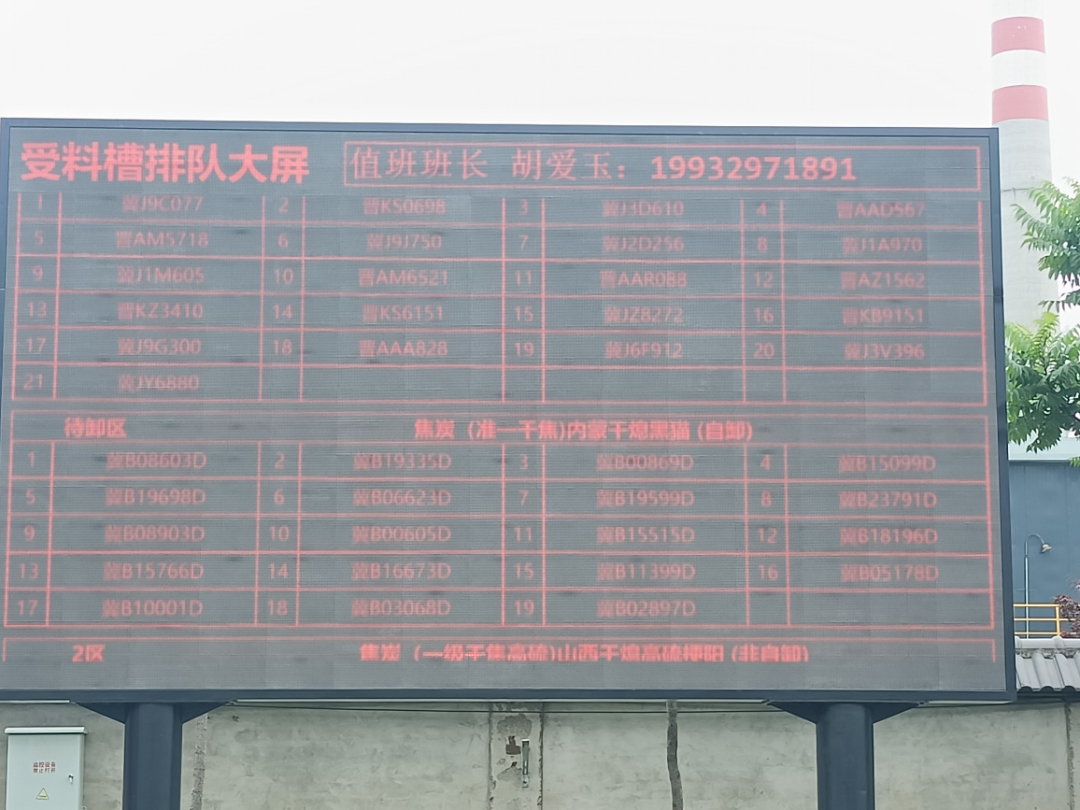 受料槽排队大屏 值班班长 胡爱玉：19932971891
1 冀J9C077 2 晋KS0698 3 冀J3D610 4 晋AAD567
5 晋AM5718 6 冀J9J750 7 冀J2D256 8 冀J1A970
9 冀J1M605 10 晋AM6521 11 晋AAR088 12 晋AZ1562
13 晋KZ3410 14 晋KS6151 15 冀JZ8272 16 晋KB9151
17 冀J9G300 18 晋AAA828 19 冀J6F912 20 冀J3V396
21 冀JY6880
待卸区 焦炭（准一干焦)内蒙干熄黑猫（自卸)
1 冀B08603D 2 冀B19335D 3 冀B00869D 4 冀B15099D
5 冀B19698D 6 冀B06623D 7 冀B19599D 8 冀B23791D
9 冀B08903D 10 冀B00605D 11 冀B15515D 12 冀B18196D
13 冀B15766D 14 冀B16673D 15 冀B11399D 16 冀B05178D
17 冀B10001D 18 冀B03068D 19 冀B02897D
2区 焦炭（一级干焦高硫)山西干熄高硫（非自卸)